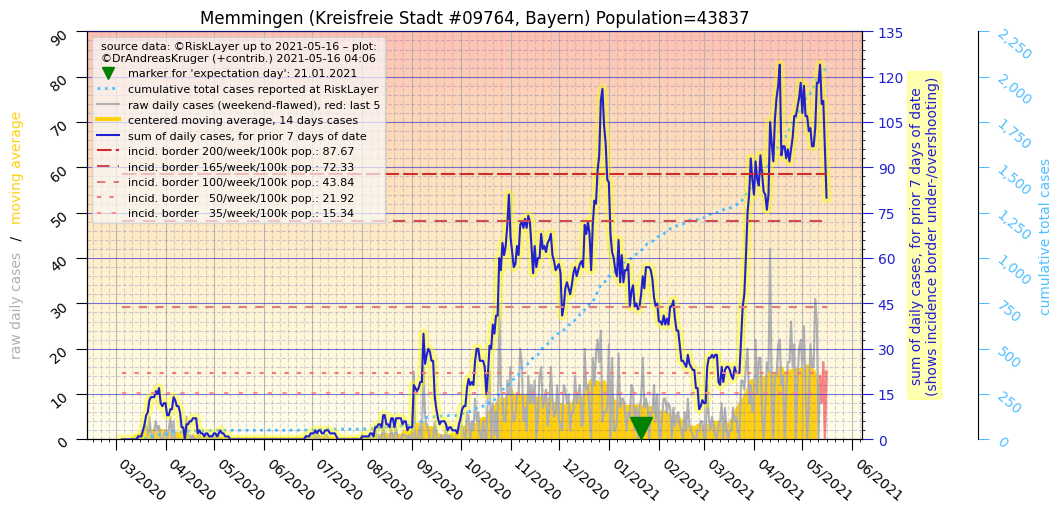 Memmingen (Kreisfreie Stadt #09764, Bayern) Population=43837
source data: ©RiskLayer up to 2021-05-16 – plot:
©DrAndreasKruger (+contrib.) 2021-05-16 04:06
marker for 'expectation day': 21.01.2021
cumulative total cases reported at RiskLayer
raw daily cases (weekend-flawed), red: last 5
centered moving average, 14 days cases
sum of daily cases, for prior 7 days of date
incid. border 200/week/100k pop.: 87.67
incid. border 165/week/100k pop.: 72.33
incid. border 100/week/100k pop.: 43.84
incid. border 50/week/100k pop.: 21.92
incid. border 35/week/100k pop.: 15.34
raw daily cases / moving average
90
80
70
60
50
40
30
20
10
0
135
120
105
90
75
60
45
30
15
0
sum of daily cases, for prior 7 days of date
(shows incidence border under-/overshooting)
2,250
2,000
1,750
1,500
1,250
1,000
750
500
250
0
cumulative total cases
03/2020
04/2020
05/2020
06/2020
07/2020
08/2020
09/2020
10/2020
11/2020
12/2020
01/2021
02/2021
03/2021
04/2021
05/2021
06/2021